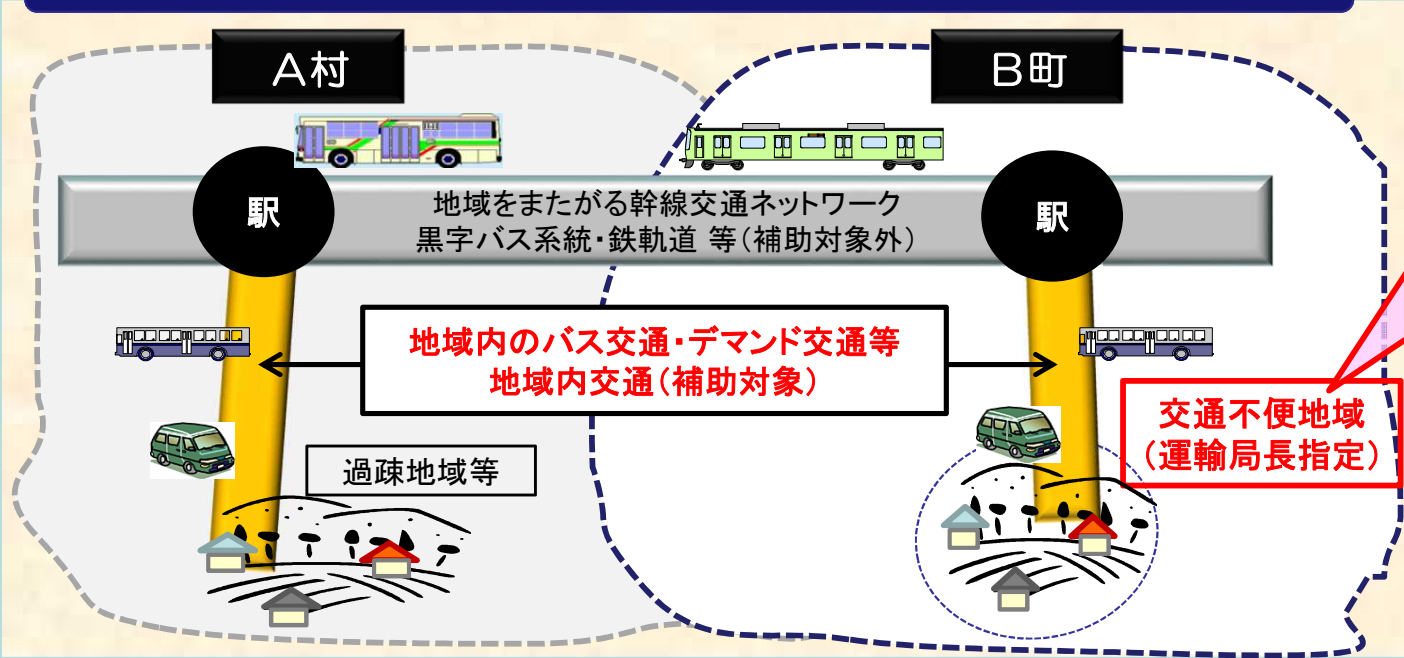 A村
B町
駅
地域をまたがる幹線交通ネットワーク
黒字バス系統・鉄軌道 等（補助対象外）
駅
地域内のバス交通・デマンド交通等
地域内交通（補助対象）
交通不便地域
（運輸局長指定）
過疎地域等